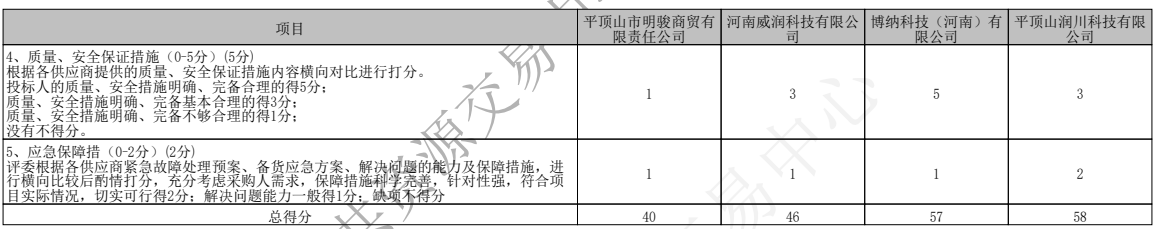 项目
平顶山市明骏商贸有
限责任公司
河南威润科技有限公
司
博纳科技（河南）有
限公司
平顶山润川科技有限
公司
4、质量、安全保证措施（0-5分）(5分)
根据各供应商提供的质量、安全保证措施内容横向对比进行打分。
投标人的质量、安全措施明确、完备合理的得5分;
质量、安全措施明确、完备基本合理的得3分;
质量、安全措施明确、完备不够合理的得1分;
没有不得分。
1
3
5
3
5、应急保障措（0-2分）(2分)
评委根据各供应商紧急故障处理预案、备货应急方案、解决问题的能力及保障措施，进
行横向比较后酌情打分，充分考虑采购人需求，保障措施科学完善，针对性强，符合项
目实际情况，切实可行得2分；解决问题能力一般得1分；缺项不得分
1
1
1
2
总得分
40
46
57
58
共资源交易
易中心